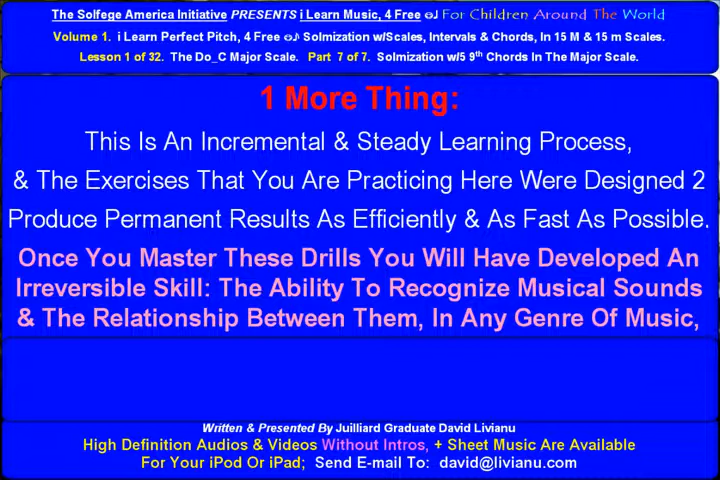 The Solfege America Initiative PRESENTS i Learn Music, 4 Free For Children Around The World
Volume 1. i Learn Perfect Pitch, 4 Free Solmization w/Scales, Intervals & Chords, In 15 M & 15 m Scales.
Lesson 1 of 32. The Do_C Major Scale. Part 7 of 7. Solmization w/5 9th Chords In The Major Scale.
1 More Thing:
This Is An Incremental & Steady Learning Process,
& The Exercises That You Are Practicing Here Were Designed 2
Produce Permanent Results As Efficiently & As Fast As Possible.
Once You Master These Drills You Will Have Developed An
Irreversible Skill: The Ability To Recognize Musical Sounds
& The Relationship Between Them, In Any Genre Of Music,
Written & Presented By Juilliard Graduate David Livianu
High Definition Audios & Videos Without Intros, + Sheet Music Are Available
For Your iPod Or iPad; Send E-mail To: david@livianu.com